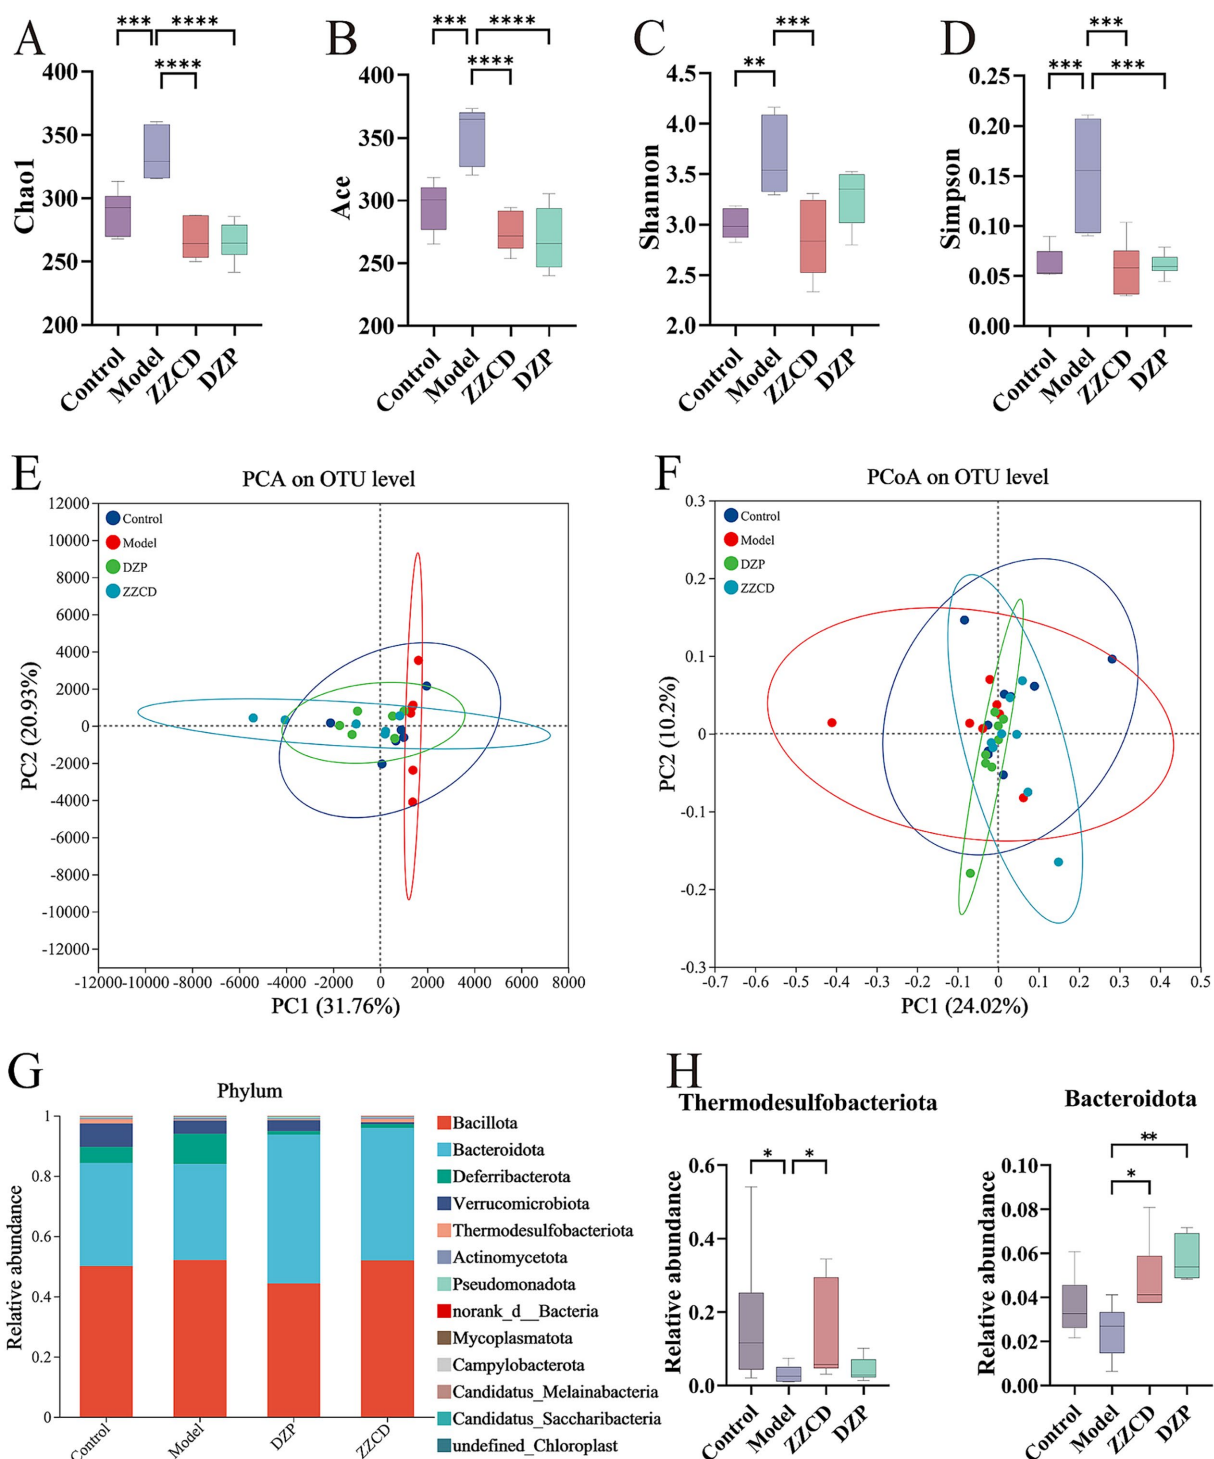 A
*** ****
****
Chao1
400
350
300
250
200
Control
Model
ZZCD
DZP
B
*** ****
****
Ace
400
350
300
250
200
Control
Model
ZZCD
DZP
C
***
**
Shannon
4.5
4.0
3.5
3.0
2.5
2.0
Control
Model
ZZCD
DZP
D
***
*** ***
Simpson
0.25
0.20
0.15
0.10
0.05
0.00
Control
Model
ZZCD
DZP
E
PCA on OTU level
Control
Model
DZP
ZZCD
PC2 (20.93%)
12000
10000
8000
6000
4000
2000
0
-2000
-4000
-6000
-8000
-10000
-12000
-12000 -10000 -8000 -6000 -4000 -2000 0 2000 4000 6000 8000
PC1 (31.76%)
F
PCoA on OTU level
Control
Model
DZP
ZZCD
PC2 (10.2%)
0.3
0.2
0.1
0
-0.1
-0.2
-0.3
-0.7 -0.6 -0.5 -0.4 -0.3 -0.2 -0.1 0 0.1 0.2 0.3 0.4 0.5
PC1 (24.02%)
G
Phylum
Relative abundance
1
0.8
0.6
0.4
0.2
0
Control
Model
DZP
ZZCD
Bacillota
Bacteroidota
Deferribacterota
Verrucomicrobiota
Thermodesulfobacteriota
Actinomycetota
Pseudomonadota
norank_d__Bacteria
Mycoplasmatota
Campylobacterota
Candidatus_Melainabacteria
Candidatus_Saccharibacteria
undefined_Chloroplast
H
Thermodesulfobacteriota
* *
Relative abundance
0.6
0.4
0.2
0.0
Control
Model
ZZCD
DZP
Bacteroidota
**
*
Relative abundance
0.10
0.08
0.06
0.04
0.02
0.00
Control
Model
ZZCD
DZP